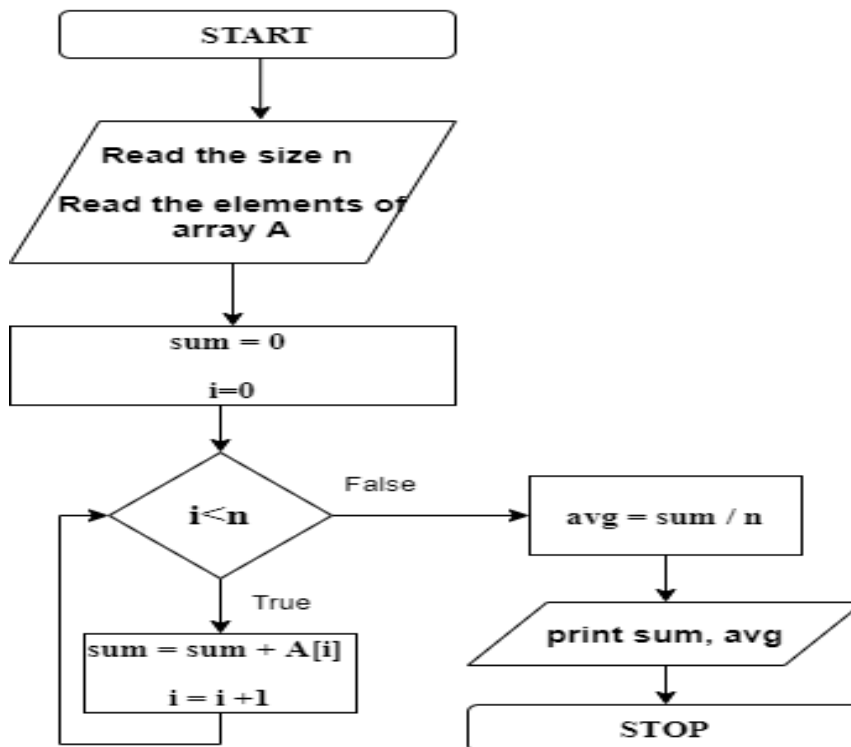 START
Read the size n
Read the elements of
array A
sum = 0
i=0
i<n
False
True
sum = sum + A[i]
i = i +1
avg = sum / n
print sum, avg
STOP